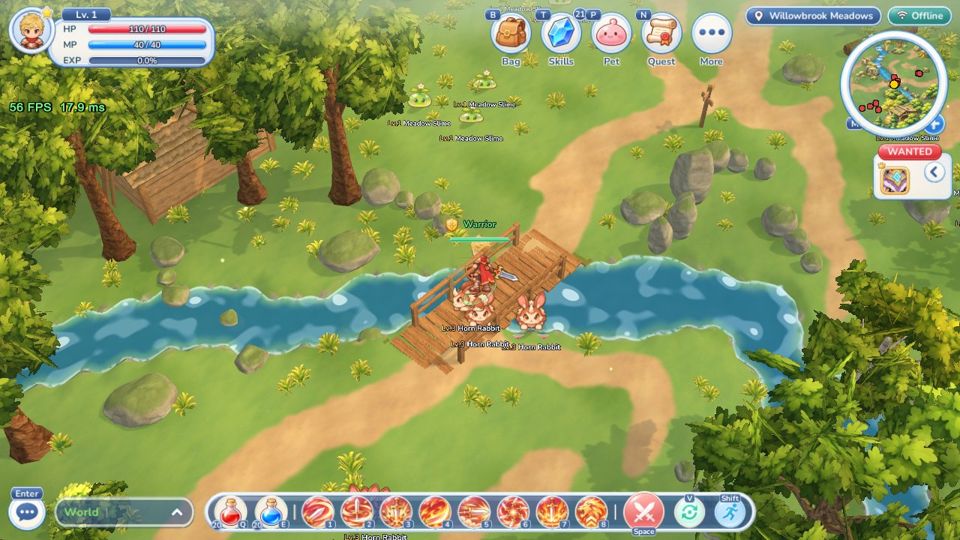 Lv. 1
HP 110 / 110
MP 40 / 40
EXP 0.0%
56 FPS 17.9 ms
B T 21 P N
Bag Skills Pet Quest More
Willowbrook Meadows
Offline
Lv.1 Meadow Slime
Lv.1 Meadow Slime
Lv.1 Meadow Slime
WANTED
Warrior
Lv.3 Horn Rabbit
Lv.3 Horn Rabbit
Lv.3 Horn Rabbit
Enter
World
20 Q 20 E 1 2 3 4 5 6 7 8 Space V Shift
Lv.3 Horn Rabbit